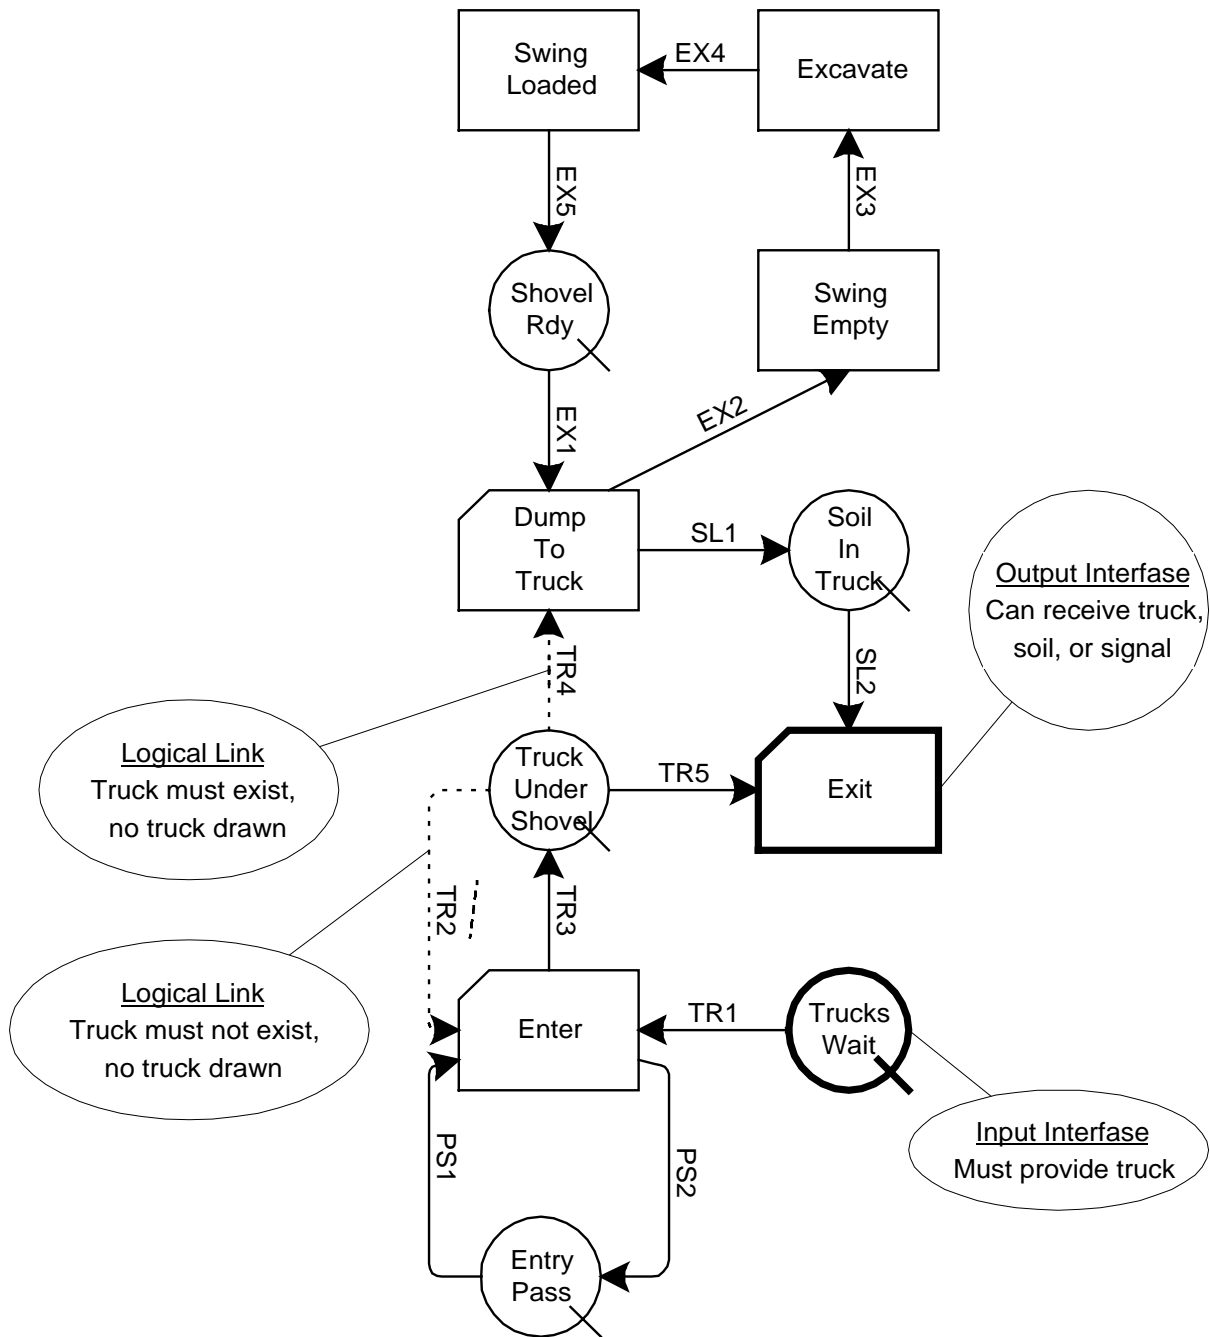 Swing
Loaded
EX4
Excavate
EX5
EX3
Shovel
Rdy
Swing
Empty
EX1
EX2
Dump
To
Truck
SL1
Soil
In
Truck
Output Interfase
Can receive truck,
soil, or signal
TR4
SL2
Logical Link
Truck must exist,
no truck drawn
Truck
Under
Shovel
TR5
Exit
TR2
TR3
Logical Link
Truck must not exist,
no truck drawn
Enter
TR1
Trucks
Wait
PS1
PS2
Input Interfase
Must provide truck
Entry
Pass